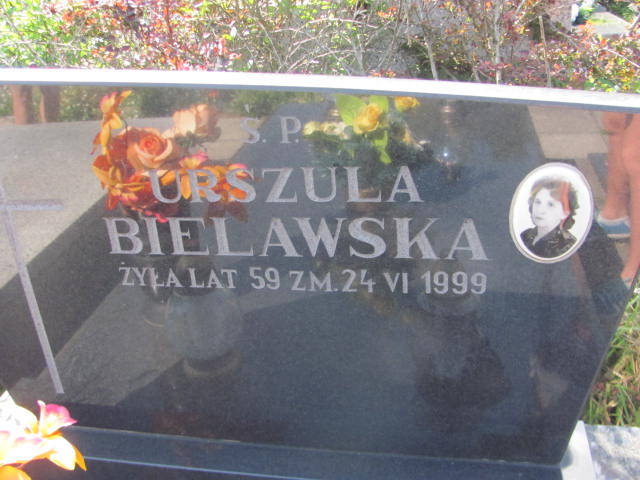 Ś. P.
URSZULA
BIELAWSKA
ŻYŁA LAT 59 ZM. 24 VI 1999